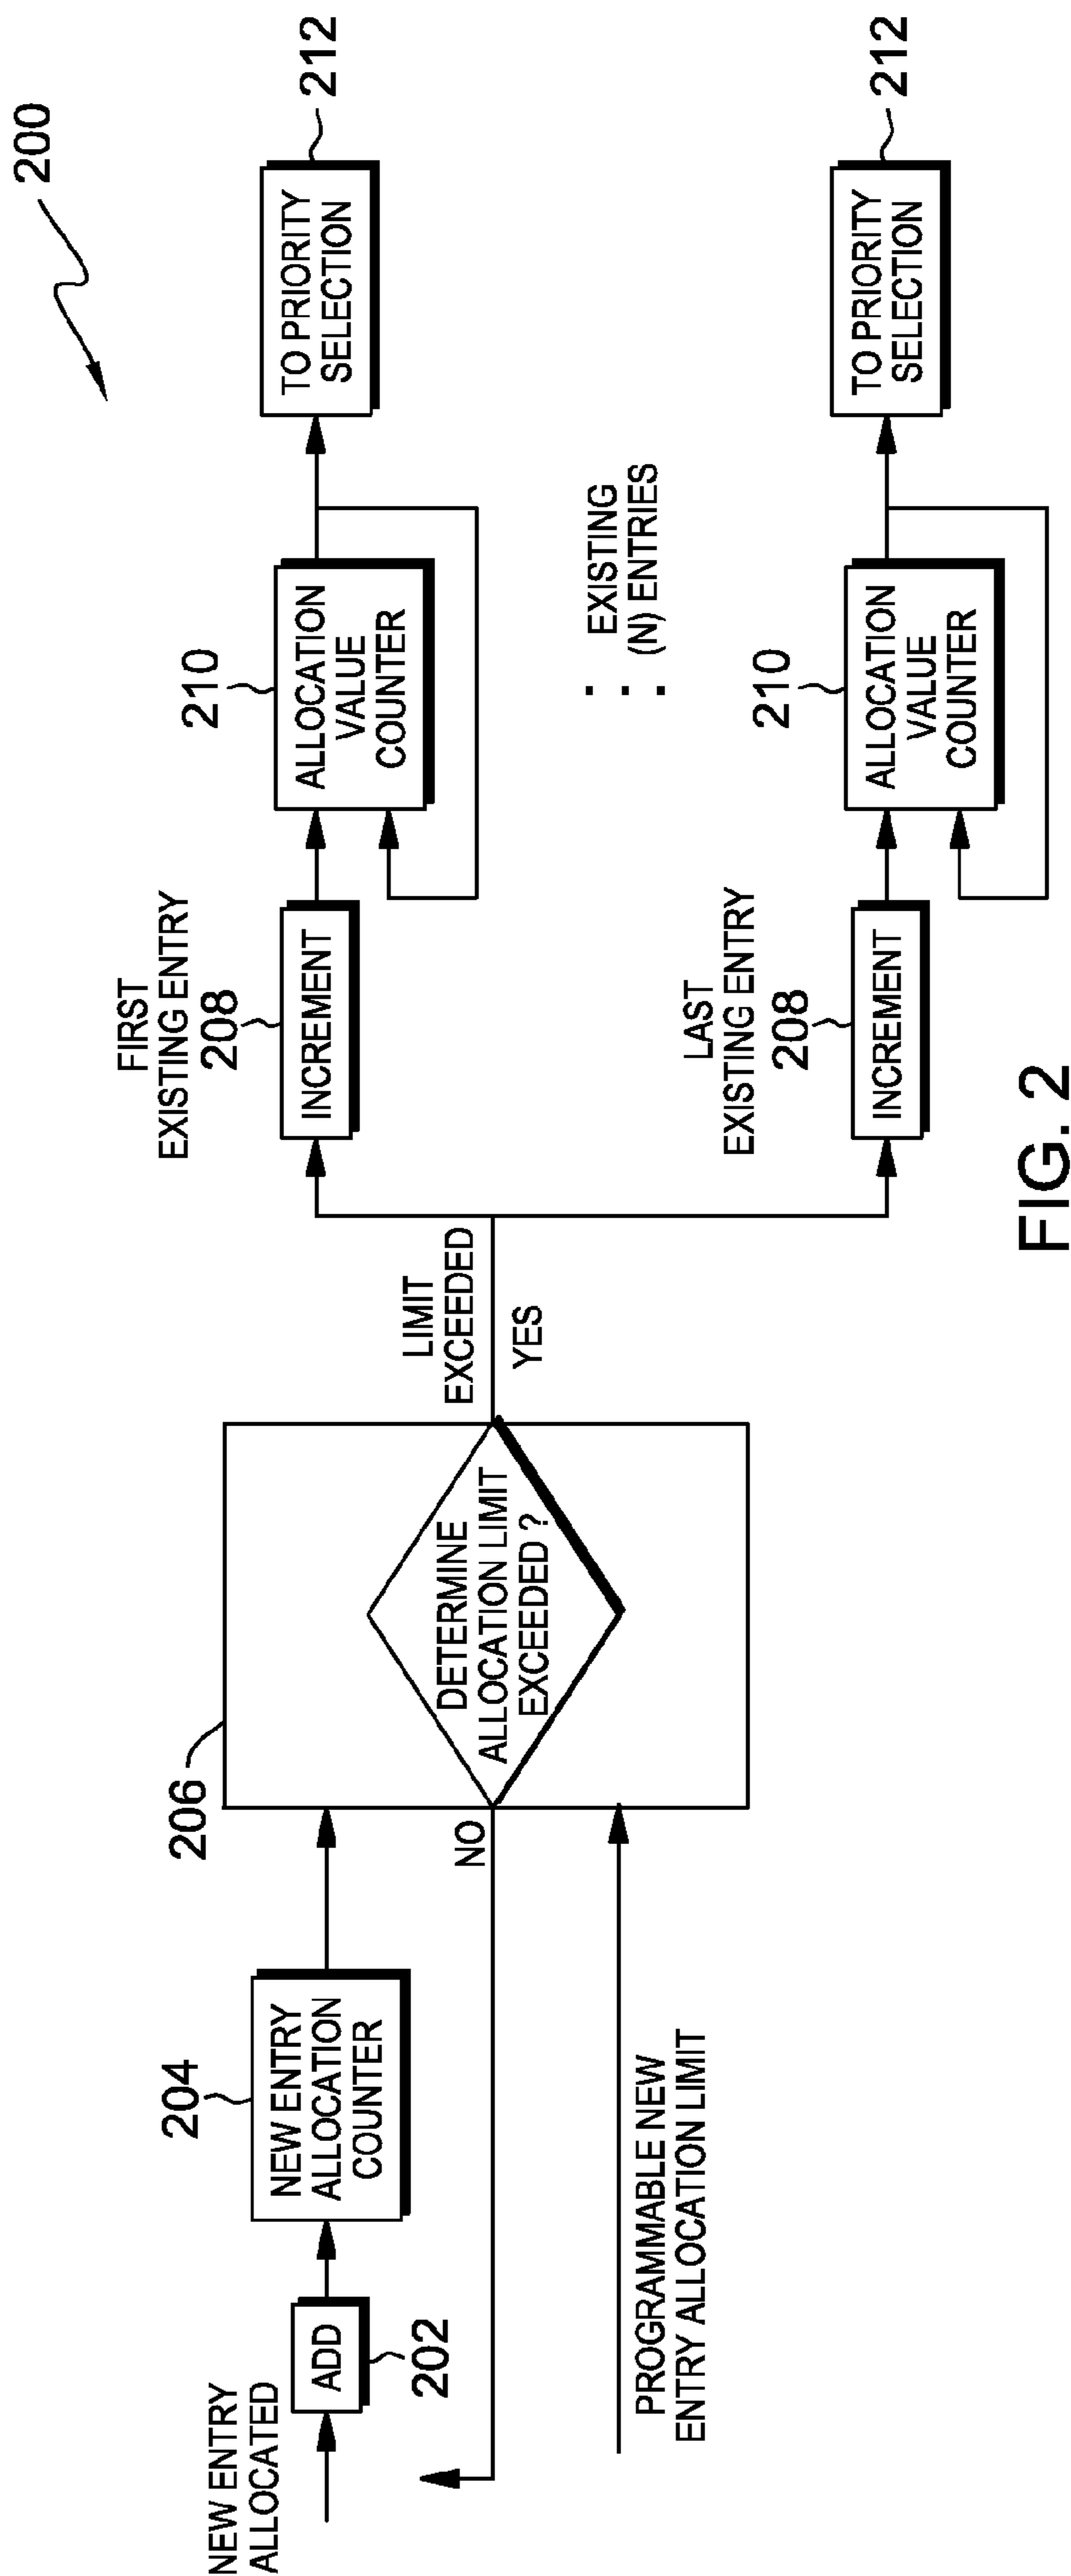 200
NEW ENTRY
ALLOCATED
ADD
202
204
NEW ENTRY
ALLOCATION
COUNTER
206
DETERMINE
ALLOCATION LIMIT
EXCEEDED ?
NO
PROGRAMMABLE NEW
ENTRY ALLOCATION LIMIT
LIMIT
EXCEEDED
YES
FIRST
EXISTING ENTRY
208
INCREMENT
210
ALLOCATION
VALUE
COUNTER
TO PRIORITY
SELECTION
212
EXISTING
(N) ENTRIES
LAST
EXISTING ENTRY
208
INCREMENT
210
ALLOCATION
VALUE
COUNTER
TO PRIORITY
SELECTION
212
FIG. 2